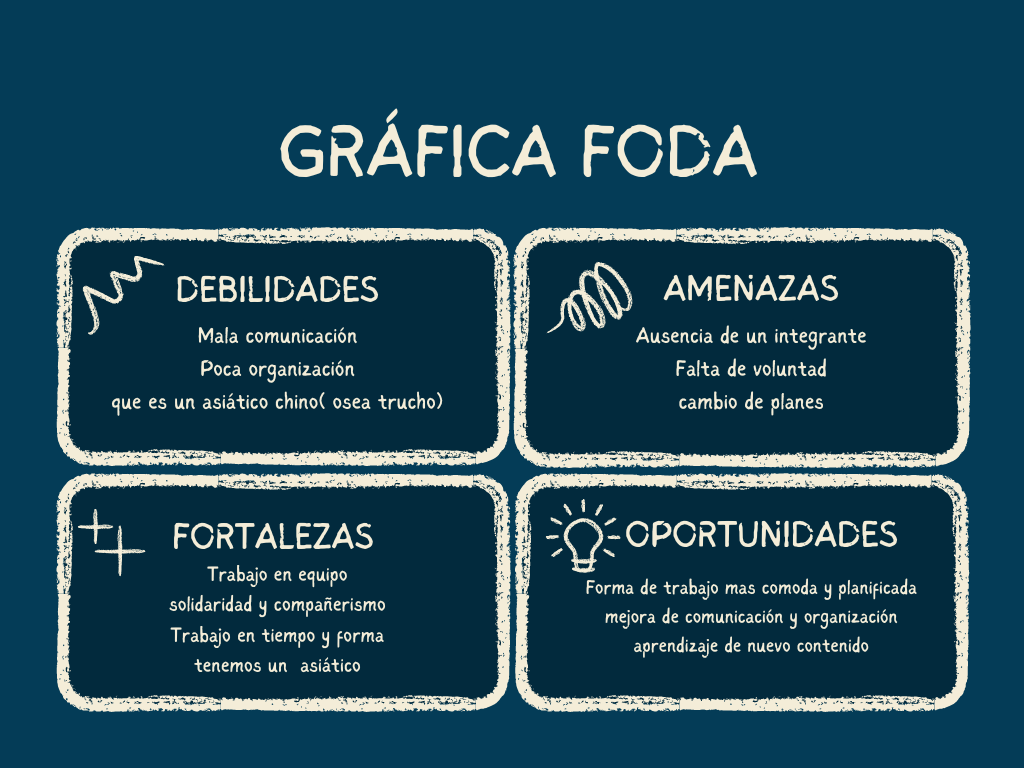 GRÁFICA FODA
DEBILIDADES
Mala comunicación
Poca organización
que es un asiático chino( osea trucho)
AMENAZAS
Ausencia de un integrante
Falta de voluntad
cambio de planes
FORTALEZAS
Trabajo en equipo
solidaridad y compañerismo
Trabajo en tiempo y forma
tenemos un  asiático
OPORTUNIDADES
Forma de trabajo mas comoda y planificada
mejora de comunicación y organización
aprendizaje de nuevo contenido